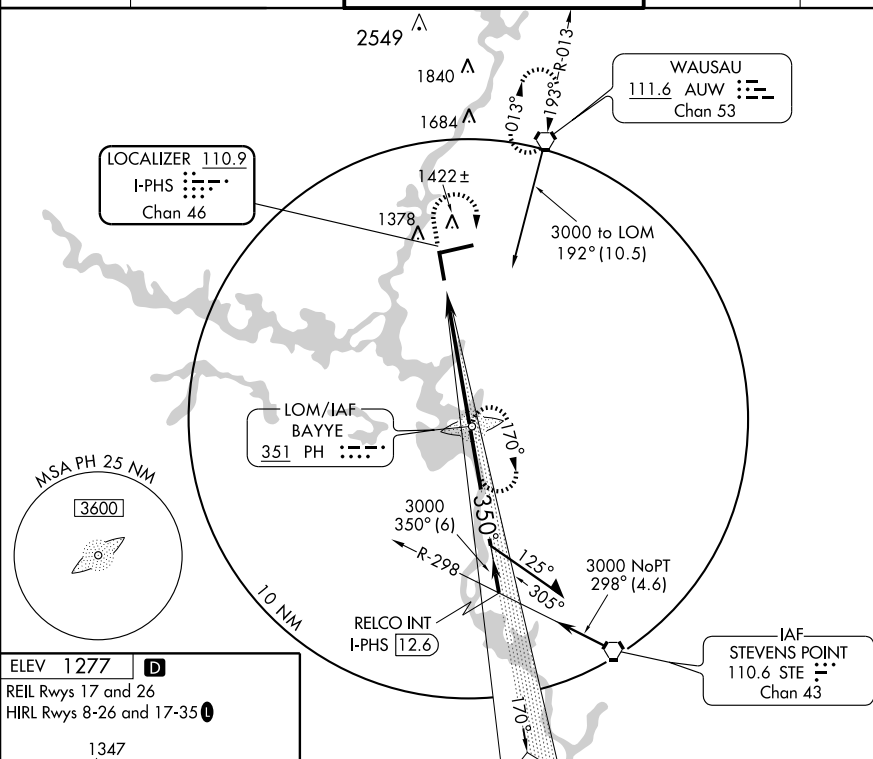 2549
1840
1684
013°
193°
R-013
WAUSAU
111.6 AUW
Chan 53
LOCALIZER 110.9
I-PHS
Chan 46
1422 ±
1378
3000 to LOM
192° (10.5)
LOM/IAF
BAYYE
351 PH
170°
MSA PH 25 NM
3600
3000
350° (6)
350°
R-298
125°
305°
3000 NoPT
298° (4.6)
10 NM
RELCO INT
I-PHS 12.6
IAF
STEVENS POINT
110.6 STE
Chan 43
170°
ELEV 1277 D
REIL Rwys 17 and 26
HIRL Rwys 8-26 and 17-35 L
1347